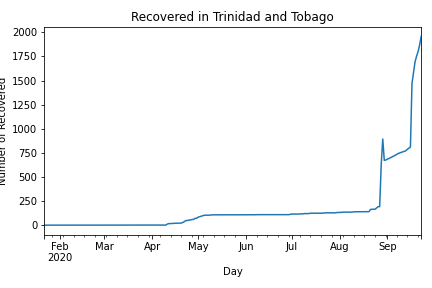 Recovered in Trinidad and Tobago
2000
1750
1500
1250
1000
750
500
250
0
Number of Recovered
Feb Mar Apr May Jun Jul Aug Sep
2020
Day